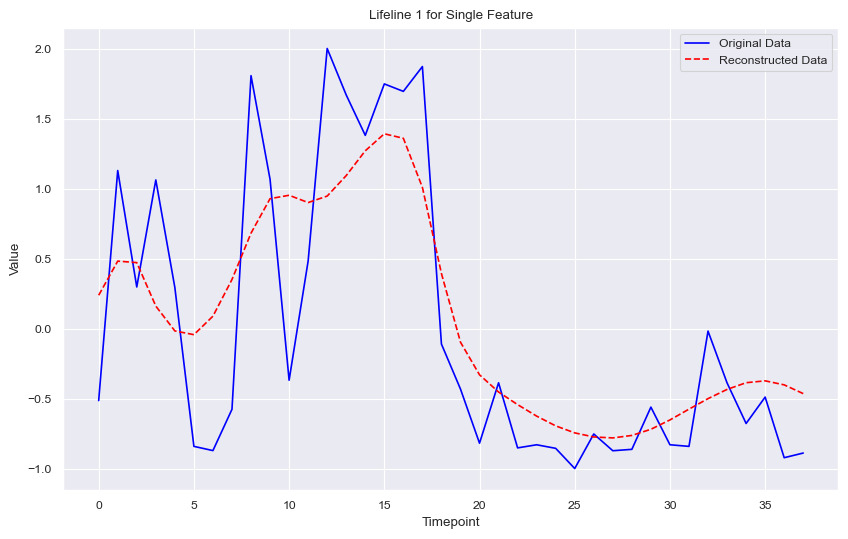 Lifeline 1 for Single Feature
Original Data
Reconstructed Data
Value
2.0
1.5
1.0
0.5
0.0
−0.5
−1.0
0 5 10 15 20 25 30 35
Timepoint